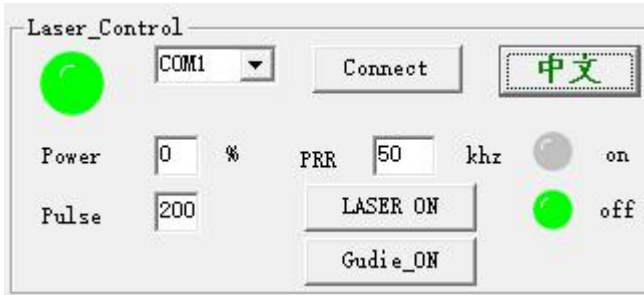 Laser_Control
COM1 Connect 中文
Power 0 % PRR 50 khz on
Pulse 200 LASER ON off
Gudie_ON